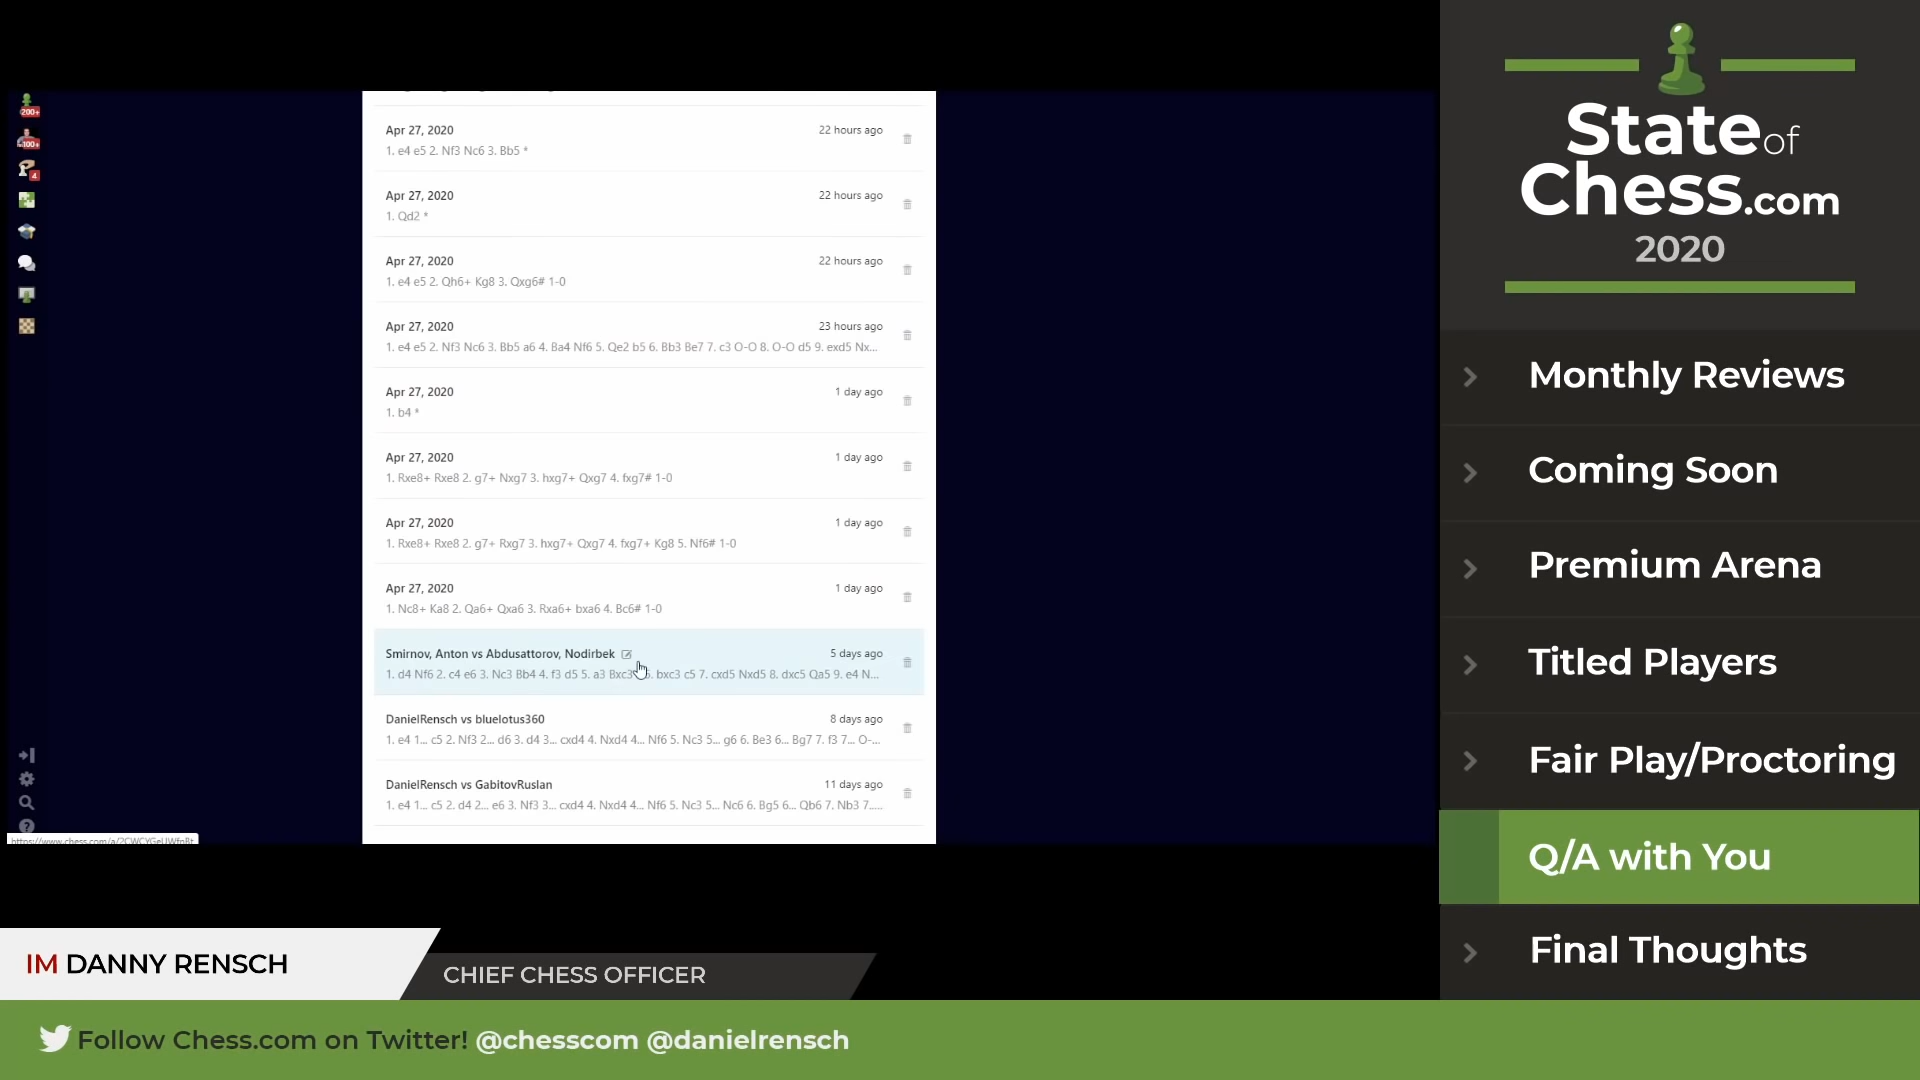 200+
100+
4
Apr 27, 2020 22 hours ago
1. e4 e5 2. Nf3 Nc6 3. Bb5 *
Apr 27, 2020 22 hours ago
1. Qd2 *
Apr 27, 2020 22 hours ago
1. e4 e5 2. Qh6+ Kg8 3. Qxg6# 1-0
Apr 27, 2020 23 hours ago
1. e4 e5 2. Nf3 Nc6 3. Bb5 a6 4. Ba4 Nf6 5. Qe2 b5 6. Bb3 Be7 7. c3 O-O 8. O-O d5 9. exd5 Nx...
Apr 27, 2020 1 day ago
1. b4 *
Apr 27, 2020 1 day ago
1. Rxe8+ Rxe8 2. g7+ Nxg7 3. hxg7+ Qxg7 4. fxg7# 1-0
Apr 27, 2020 1 day ago
1. Rxe8+ Rxe8 2. g7+ Rxg7 3. hxg7+ Qxg7 4. fxg7+ Kg8 5. Nf6# 1-0
Apr 27, 2020 1 day ago
1. Nc8+ Ka8 2. Qa6+ Qxa6 3. Rxa6+ bxa6 4. Bc6# 1-0
Smirnov, Anton vs Abdusattorov, Nodirbek 5 days ago
1. d4 Nf6 2. c4 e6 3. Nc3 Bb4 4. f3 d5 5. a3 Bxc3 bxc3 c5 7. cxd5 Nxd5 8. dxc5 Qa5 9. e4 N...
DanielRensch vs bluelotus360 8 days ago
1. e4 1... c5 2. Nf3 2... d6 3. d4 3... cxd4 4. Nxd4 4... Nf6 5. Nc3 5... g6 6. Be3 6... Bg7 7. f3 7... O-...
DanielRensch vs GabitovRuslan 11 days ago
1. e4 1... c5 2. d4 2... e6 3. Nf3 3... cxd4 4. Nxd4 4... Nf6 5. Nc3 5... Nc6 6. Bg5 6... Qb6 7. Nb3 7.....
State of
Chess.com
2020
Monthly Reviews
Coming Soon
Premium Arena
Titled Players
Fair Play/Proctoring
Q/A with You
Final Thoughts
IM DANNY RENSCH
CHIEF CHESS OFFICER
Follow Chess.com on Twitter! @chesscom @danielrensch